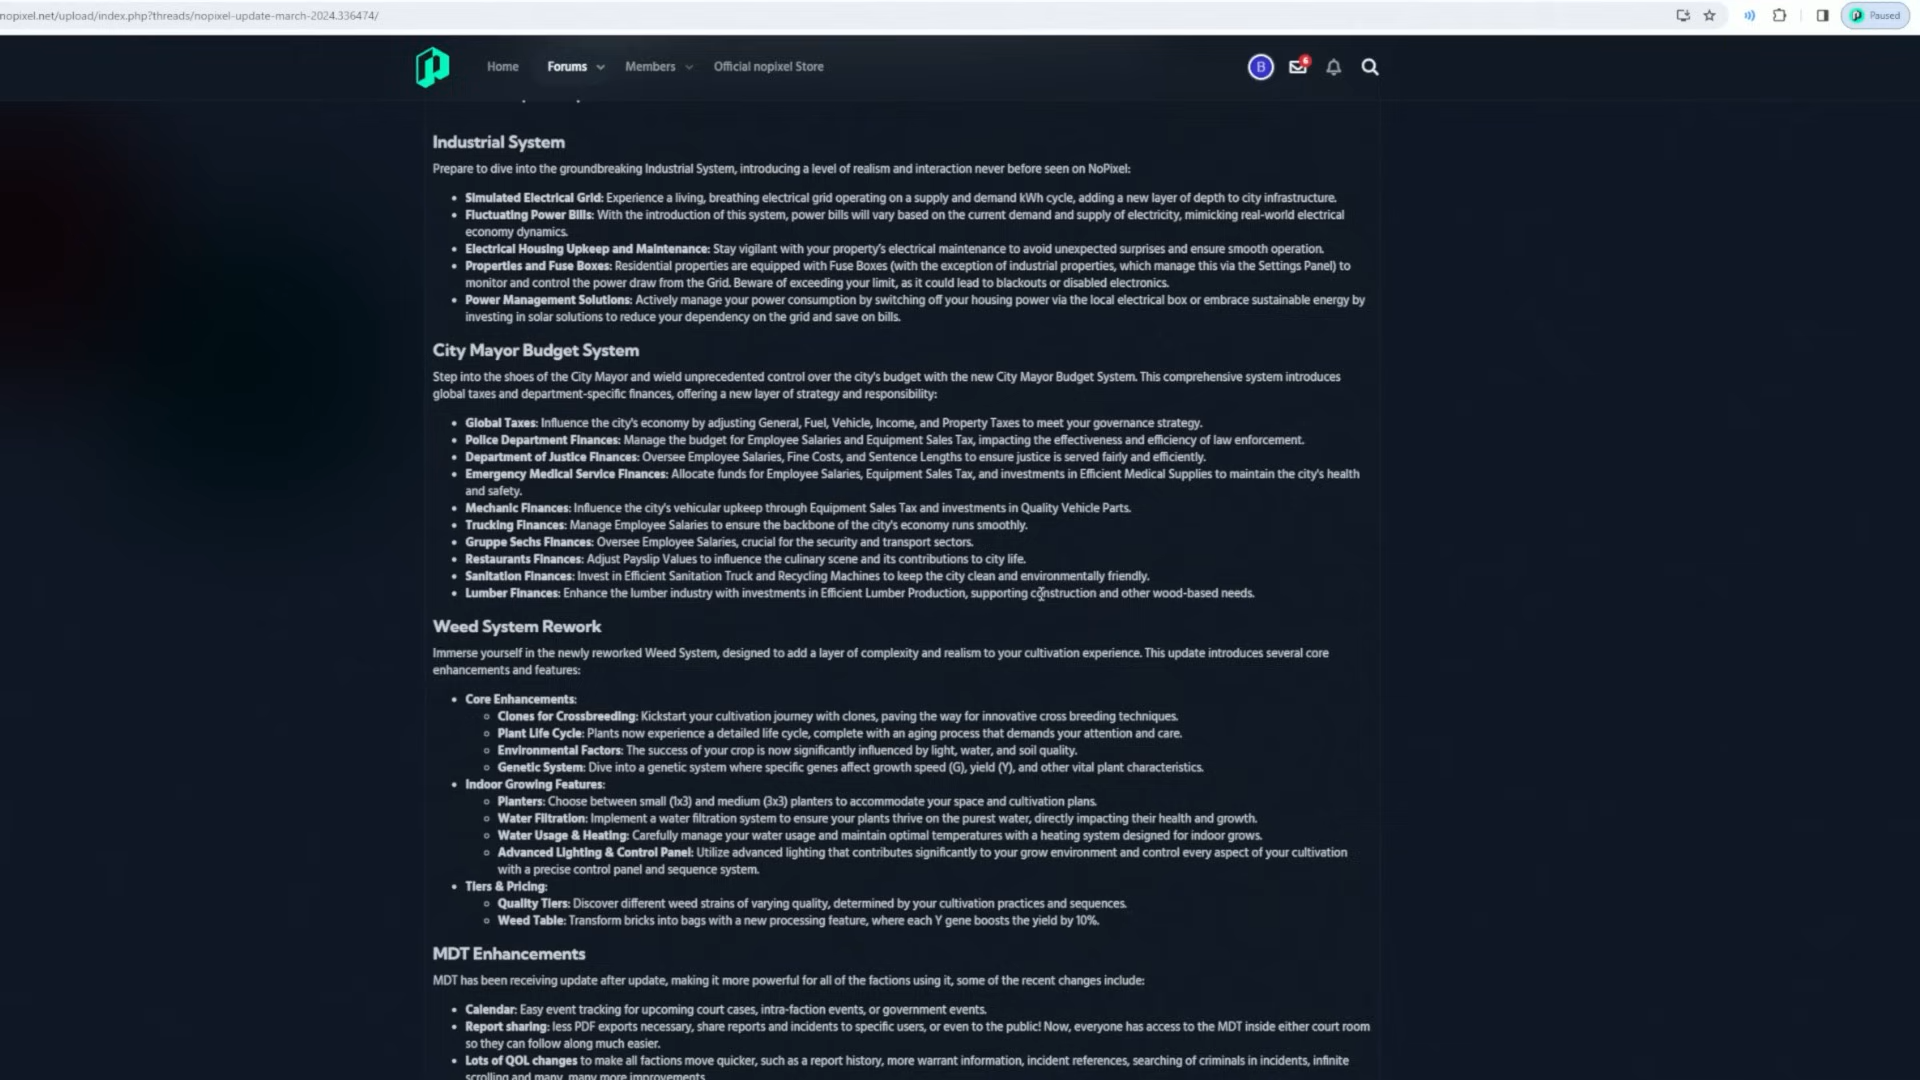 nopixel.net/upload/index.php?threads/nopixel-update-march-2024.336474/
Paused
Home
Forums
Members
Official nopixel Store
B
6
Industrial System
Prepare to dive into the groundbreaking Industrial System, introducing a level of realism and interaction never before seen on NoPixel:
Simulated Electrical Grid: Experience a living, breathing electrical grid operating on a supply and demand kWh cycle, adding a new layer of depth to city infrastructure.
Fluctuating Power Bills: With the introduction of this system, power bills will vary based on the current demand and supply of electricity, mimicking real-world electrical
economy dynamics.
Electrical Housing Upkeep and Maintenance: Stay vigilant with your property's electrical maintenance to avoid unexpected surprises and ensure smooth operation.
Properties and Fuse Boxes: Residential properties are equipped with Fuse Boxes (with the exception of industrial properties, which manage this via the Settings Panel) to
monitor and control the power draw from the Grid. Beware of exceeding your limit, as it could lead to blackouts or disabled electronics.
Power Management Solutions: Actively manage your power consumption by switching off your housing power via the local electrical box or embrace sustainable energy by
investing in solar solutions to reduce your dependency on the grid and save on bills.
City Mayor Budget System
Step into the shoes of the City Mayor and wield unprecedented control over the city's budget with the new City Mayor Budget System. This comprehensive system introduces
global taxes and department-specific finances, offering a new layer of strategy and responsibility:
Global Taxes: Influence the city's economy by adjusting General, Fuel, Vehicle, Income, and Property Taxes to meet your governance strategy.
Police Department Finances: Manage the budget for Employee Salaries and Equipment Sales Tax, impacting the effectiveness and efficiency of law enforcement.
Department of Justice Finances: Oversee Employee Salaries, Fine Costs, and Sentence Lengths to ensure justice is served fairly and efficiently.
Emergency Medical Service Finances: Allocate funds for Employee Salaries, Equipment Sales Tax, and investments in Efficient Medical Supplies to maintain the city's health
and safety.
Mechanic Finances: Influence the city's vehicular upkeep through Equipment Sales Tax and investments in Quality Vehicle Parts.
Trucking Finances: Manage Employee Salaries to ensure the backbone of the city's economy runs smoothly.
Gruppe Sechs Finances: Oversee Employee Salaries, crucial for the security and transport sectors.
Restaurants Finances: Adjust Payslip Values to influence the culinary scene and its contributions to city life.
Sanitation Finances: Invest in Efficient Sanitation Truck and Recycling Machines to keep the city clean and environmentally friendly.
Lumber Finances: Enhance the lumber industry with investments in Efficient Lumber Production, supporting construction and other wood-based needs.
Weed System Rework
Immerse yourself in the newly reworked Weed System, designed to add a layer of complexity and realism to your cultivation experience. This update introduces several core
enhancements and features:
Core Enhancements:
Clones for Crossbreeding: Kickstart your cultivation journey with clones, paving the way for innovative cross breeding techniques.
Plant Life Cycle: Plants now experience a detailed life cycle, complete with an aging process that demands your attention and care.
Environmental Factors: The success of your crop is now significantly influenced by light, water, and soil quality.
Genetic System: Dive into a genetic system where specific genes affect growth speed (G), yield (Y), and other vital plant characteristics.
Indoor Growing Features:
Planters: Choose between small (1x3) and medium (3x3) planters to accommodate your space and cultivation plans.
Water Filtration: Implement a water filtration system to ensure your plants thrive on the purest water, directly impacting their health and growth.
Water Usage & Heating: Carefully manage your water usage and maintain optimal temperatures with a heating system designed for indoor grows.
Advanced Lighting & Control Panel: Utilize advanced lighting that contributes significantly to your grow environment and control every aspect of your cultivation
with a precise control panel and sequence system.
Tiers & Pricing:
Quality Tiers: Discover different weed strains of varying quality, determined by your cultivation practices and sequences.
Weed Table: Transform bricks into bags with a new processing feature, where each Y gene boosts the yield by 10%.
MDT Enhancements
MDT has been receiving update after update, making it more powerful for all of the factions using it, some of the recent changes include:
Calendar: Easy event tracking for upcoming court cases, intra-faction events, or government events.
Report sharing: less PDF exports necessary, share reports and incidents to specific users, or even to the public! Now, everyone has access to the MDT inside either court room
so they can follow along much easier.
Lots of QOL changes to make all factions move quicker, such as a report history, more warrant information, incident references, searching of criminals in incidents, infinite
scrolling and many, many more improvements.